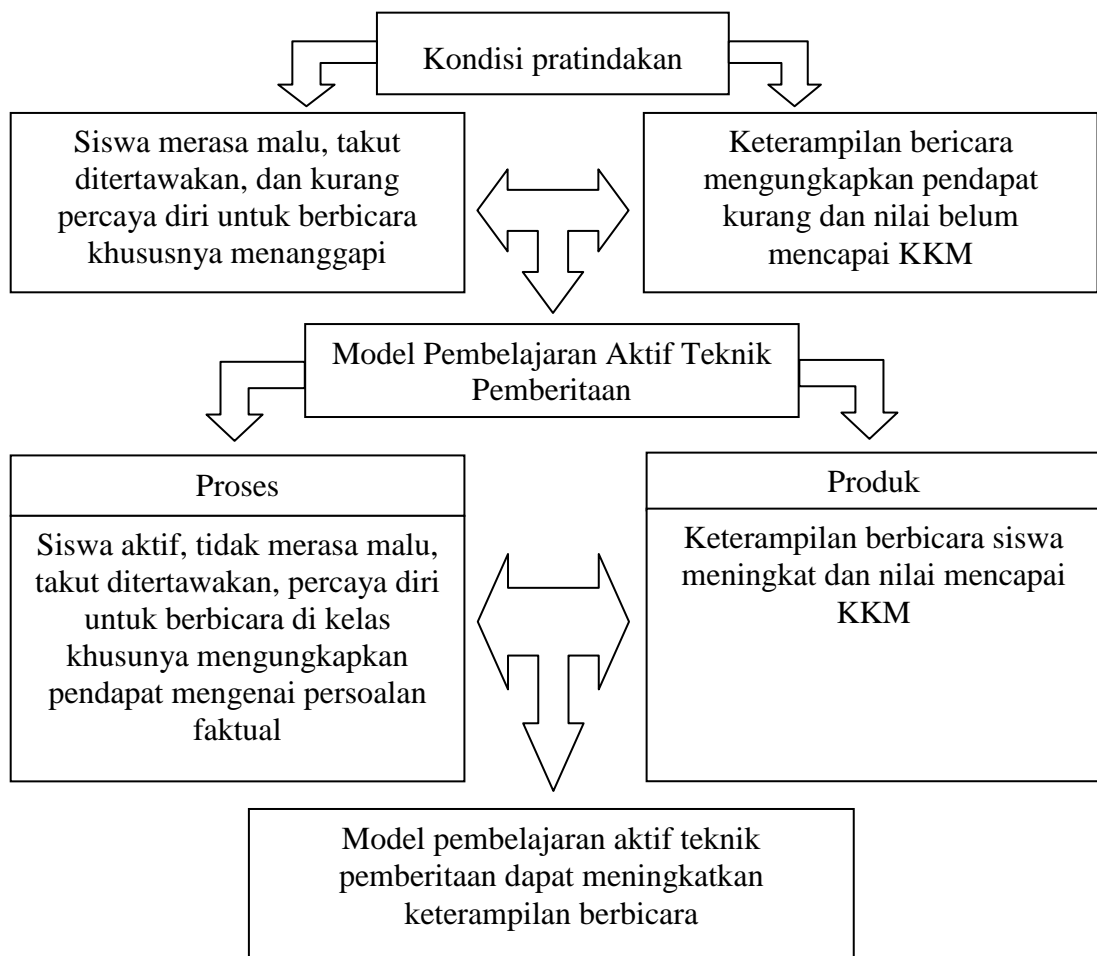 Kondisi pratindakan
Siswa merasa malu, takut
ditertawakan, dan kurang
percaya diri untuk berbicara
khususnya menanggapi
Keterampilan bericara
mengungkapkan pendapat
kurang dan nilai belum
mencapai KKM
Model Pembelajaran Aktif Teknik
Pemberitaan
Proses
Siswa aktif, tidak merasa malu,
takut ditertawakan, percaya diri
untuk berbicara di kelas
khusunya mengungkapkan
pendapat mengenai persoalan
faktual
Produk
Keterampilan berbicara siswa
meningkat dan nilai mencapai
KKM
Model pembelajaran aktif teknik
pemberitaan dapat meningkatkan
keterampilan berbicara